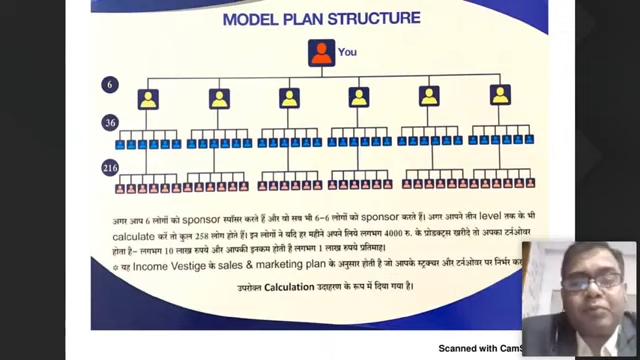 MODEL PLAN STRUCTURE
You
6
36
216
अगर आप 6 लोगों को sponsor स्पॉंसर करते हैं और वो सब भी 6-6 लोगों को sponsor करते हैं। अगर आपने तीन level तक के भी
calculate करें तो कुल 258 लोग होते हैं। इन लोगों ने यदि हर महीने अपने लिये लगभग 4000 रु. के प्रोडक्ट्स खरीदे तो अपका टर्नओवर
होता है- लगभग 10 लाख रुपये और आपकी इनकम होती है लगभग 1 लाख रुपये प्रतिमाह।
* यह Income Vestige के sales & marketing plan के अनुसार होती है जो आपके स्ट्रक्चर और टर्नओवर पर निर्भर
उपरोक्त Calculation उदाहरण के रूप में दिया गया है।
Scanned with